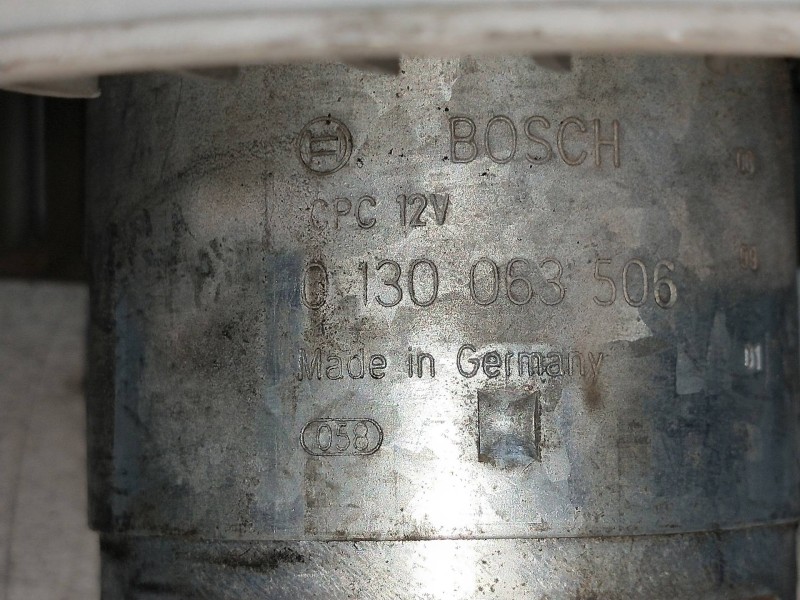 BOSCH
CPC 12V
0 130 063 506
Made in Germany
058